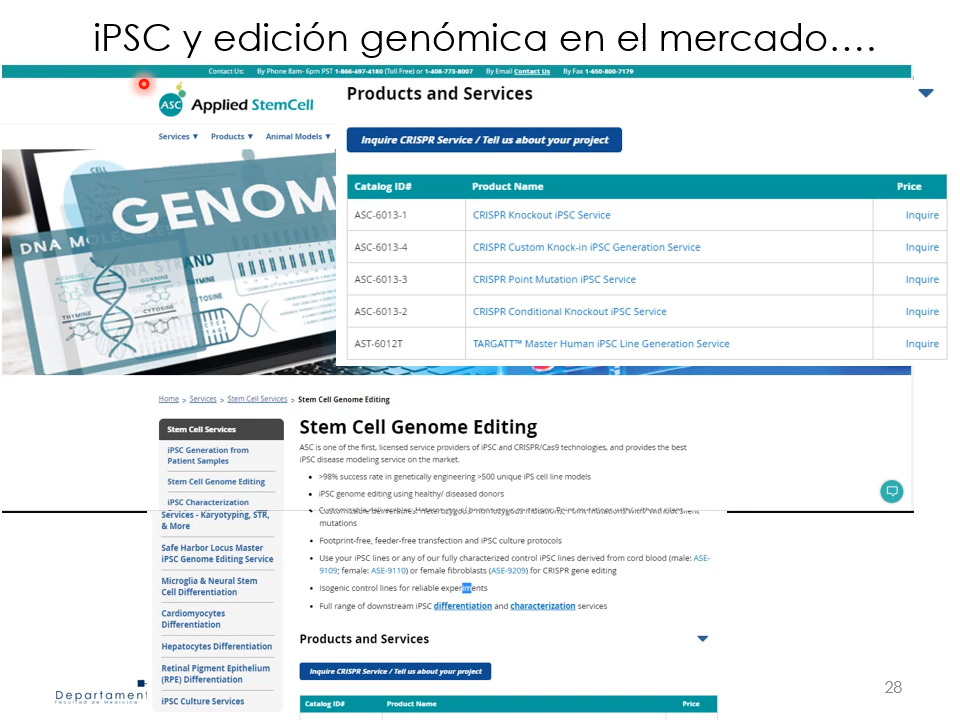 iPSC y edición genómica en el mercado....
Contact Us: By Phone 8am- 6pm PST 1-866-497-4180 (Toll Free) or 1-408-773-8007 By Email Contact Us By Fax 1-650-800-7179
ASC Applied StemCell
Services ▼ Products ▼ Animal Models ▼
CELL
GENOM
DNA MOLE
DNA STRAND
ADENINE
GUANINE
THYMINE
THYMINE
CYTOSINE
CYTOSINE
Products and Services
Inquire CRISPR Service / Tell us about your project
Catalog ID# Product Name Price
ASC-6013-1 CRISPR Knockout iPSC Service Inquire
ASC-6013-4 CRISPR Custom Knock-in iPSC Generation Service Inquire
ASC-6013-3 CRISPR Point Mutation iPSC Service Inquire
ASC-6013-2 CRISPR Conditional Knockout iPSC Service Inquire
AST-6012T TARGATT™ Master Human iPSC Line Generation Service Inquire
Home > Services > Stem Cell Services > Stem Cell Genome Editing
Stem Cell Services
iPSC Generation from
Patient Samples
Stem Cell Genome Editing
iPSC Characterization
Services - Karyotyping, STR,
& More
Safe Harbor Locus Master
iPSC Genome Editing Service
Microglia & Neural Stem
Cell Differentiation
Cardiomyocytes
Differentiation
Hepatocytes Differentiation
Retinal Pigment Epithelium
(RPE) Differentiation
iPSC Culture Services
Stem Cell Genome Editing
ASC is one of the first, licensed service providers of iPSC and CRISPR/Cas9 technologies, and provides the best
iPSC disease modeling service on the market.
• >98% success rate in genetically engineering >500 unique iPS cell line models
• iPSC genome editing using healthy/ diseased donors
mutations
• Footprint-free, feeder-free transfection and iPSC culture protocols
• Use your iPSC lines or any of our fully characterized control iPSC lines derived from cord blood (male: ASE-
9109; female: ASE-9110) or female fibroblasts (ASE-9209) for CRISPR gene editing
• Isogenic control lines for reliable experiments
• Full range of downstream iPSC differentiation and characterization services
Products and Services
Inquire CRISPR Service / Tell us about your project
Catalog ID# Product Name Price
Departament
Facultad de Medicina
28